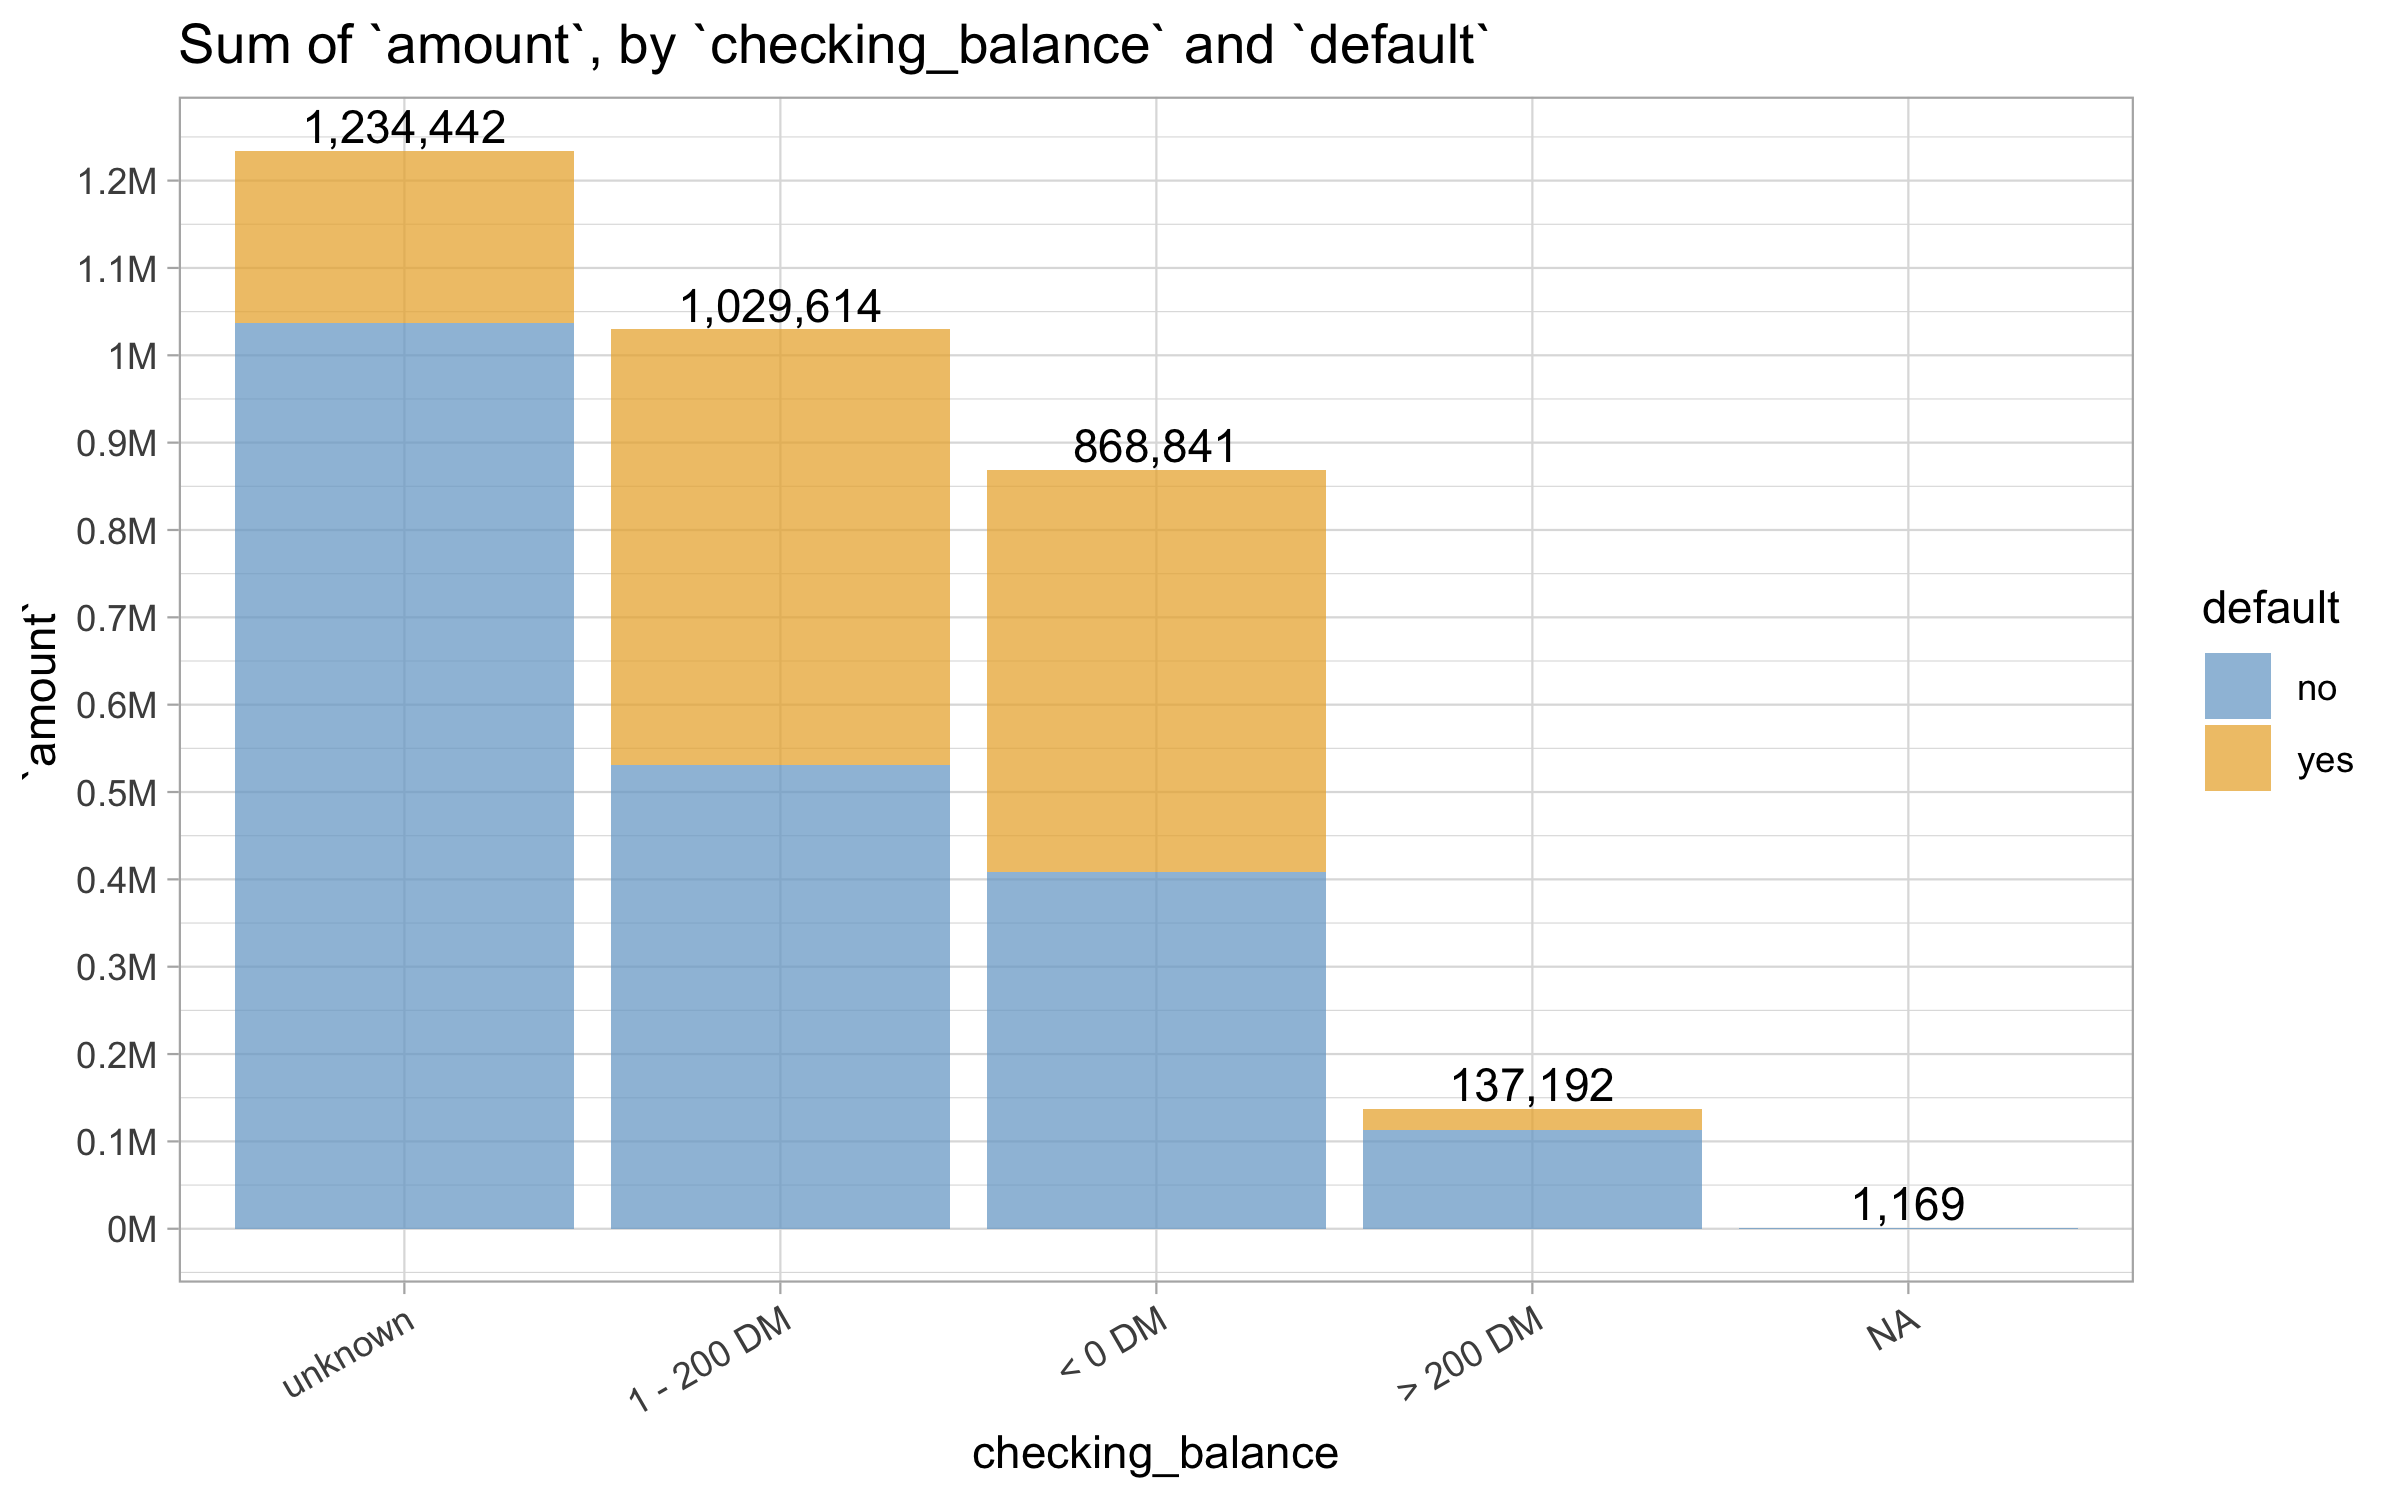 Sum of `amount`, by `checking_balance` and `default`
`amount`
1.2M
1.1M
1M
0.9M
0.8M
0.7M
0.6M
0.5M
0.4M
0.3M
0.2M
0.1M
0M
1,234,442
1,029,614
868,841
137,192
1,169
unknown
1 - 200 DM
< 0 DM
> 200 DM
NA
checking_balance
default
no
yes